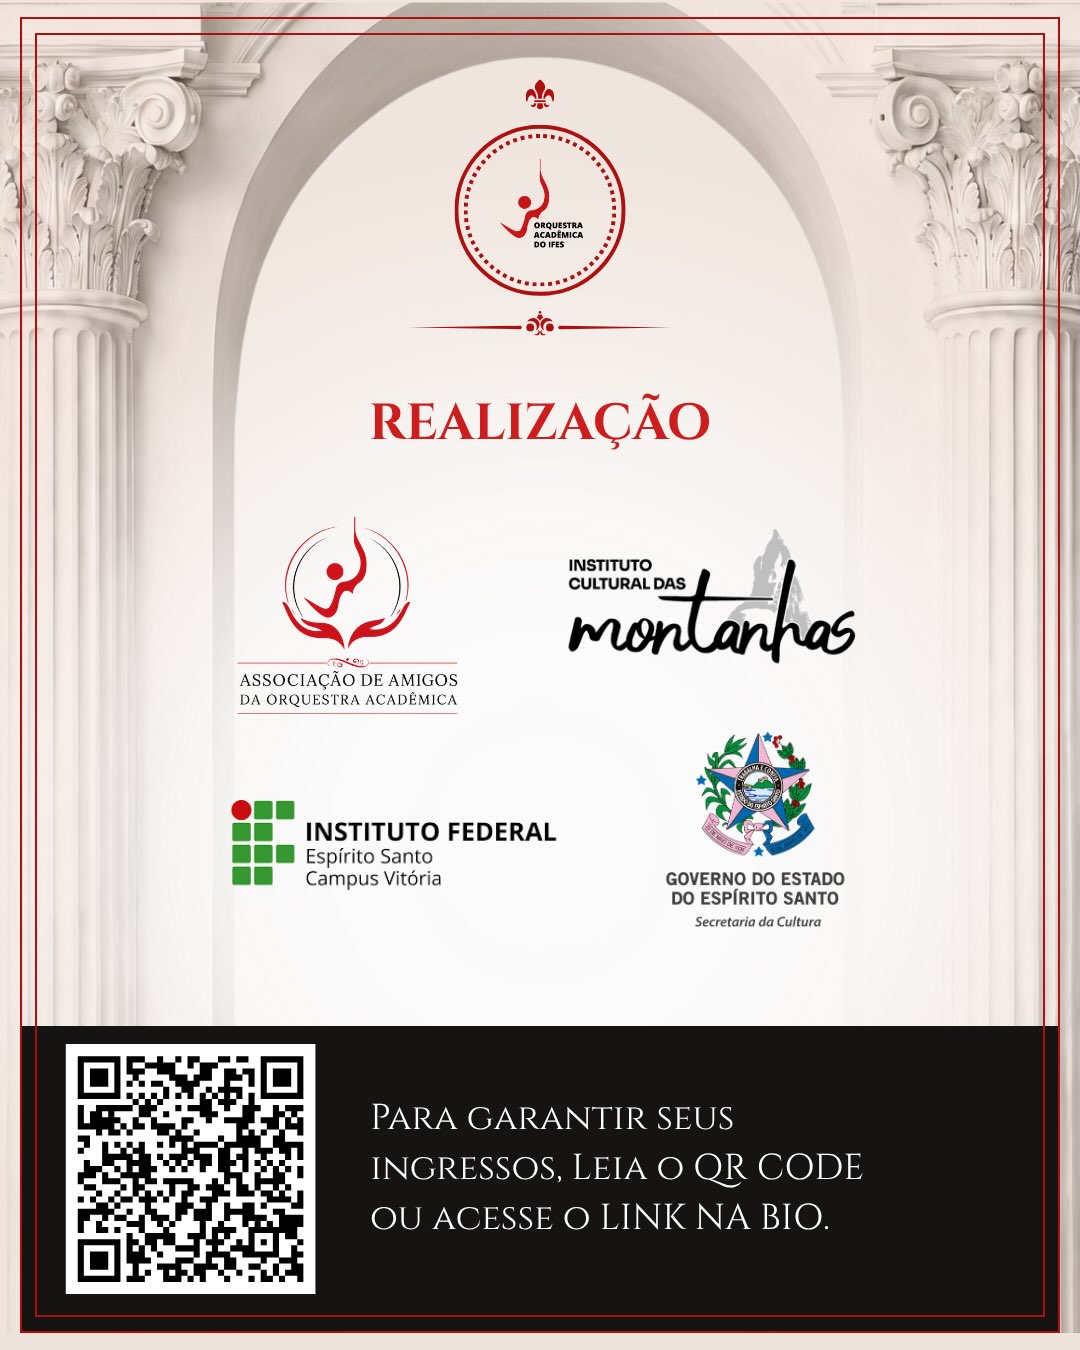 ORQUESTRA
ACADÊMICA
DO IFES
REALIZAÇÃO
ASSOCIAÇÃO DE AMIGOS
DA ORQUESTRA ACADÊMICA
INSTITUTO
CULTURAL DAS
montanhas
INSTITUTO FEDERAL
Espírito Santo
Campus Vitória
GOVERNO DO ESTADO
DO ESPÍRITO SANTO
Secretaria da Cultura
PARA GARANTIR SEUS
INGRESSOS, LEIA O QR CODE
OU ACESSE O LINK NA BIO.